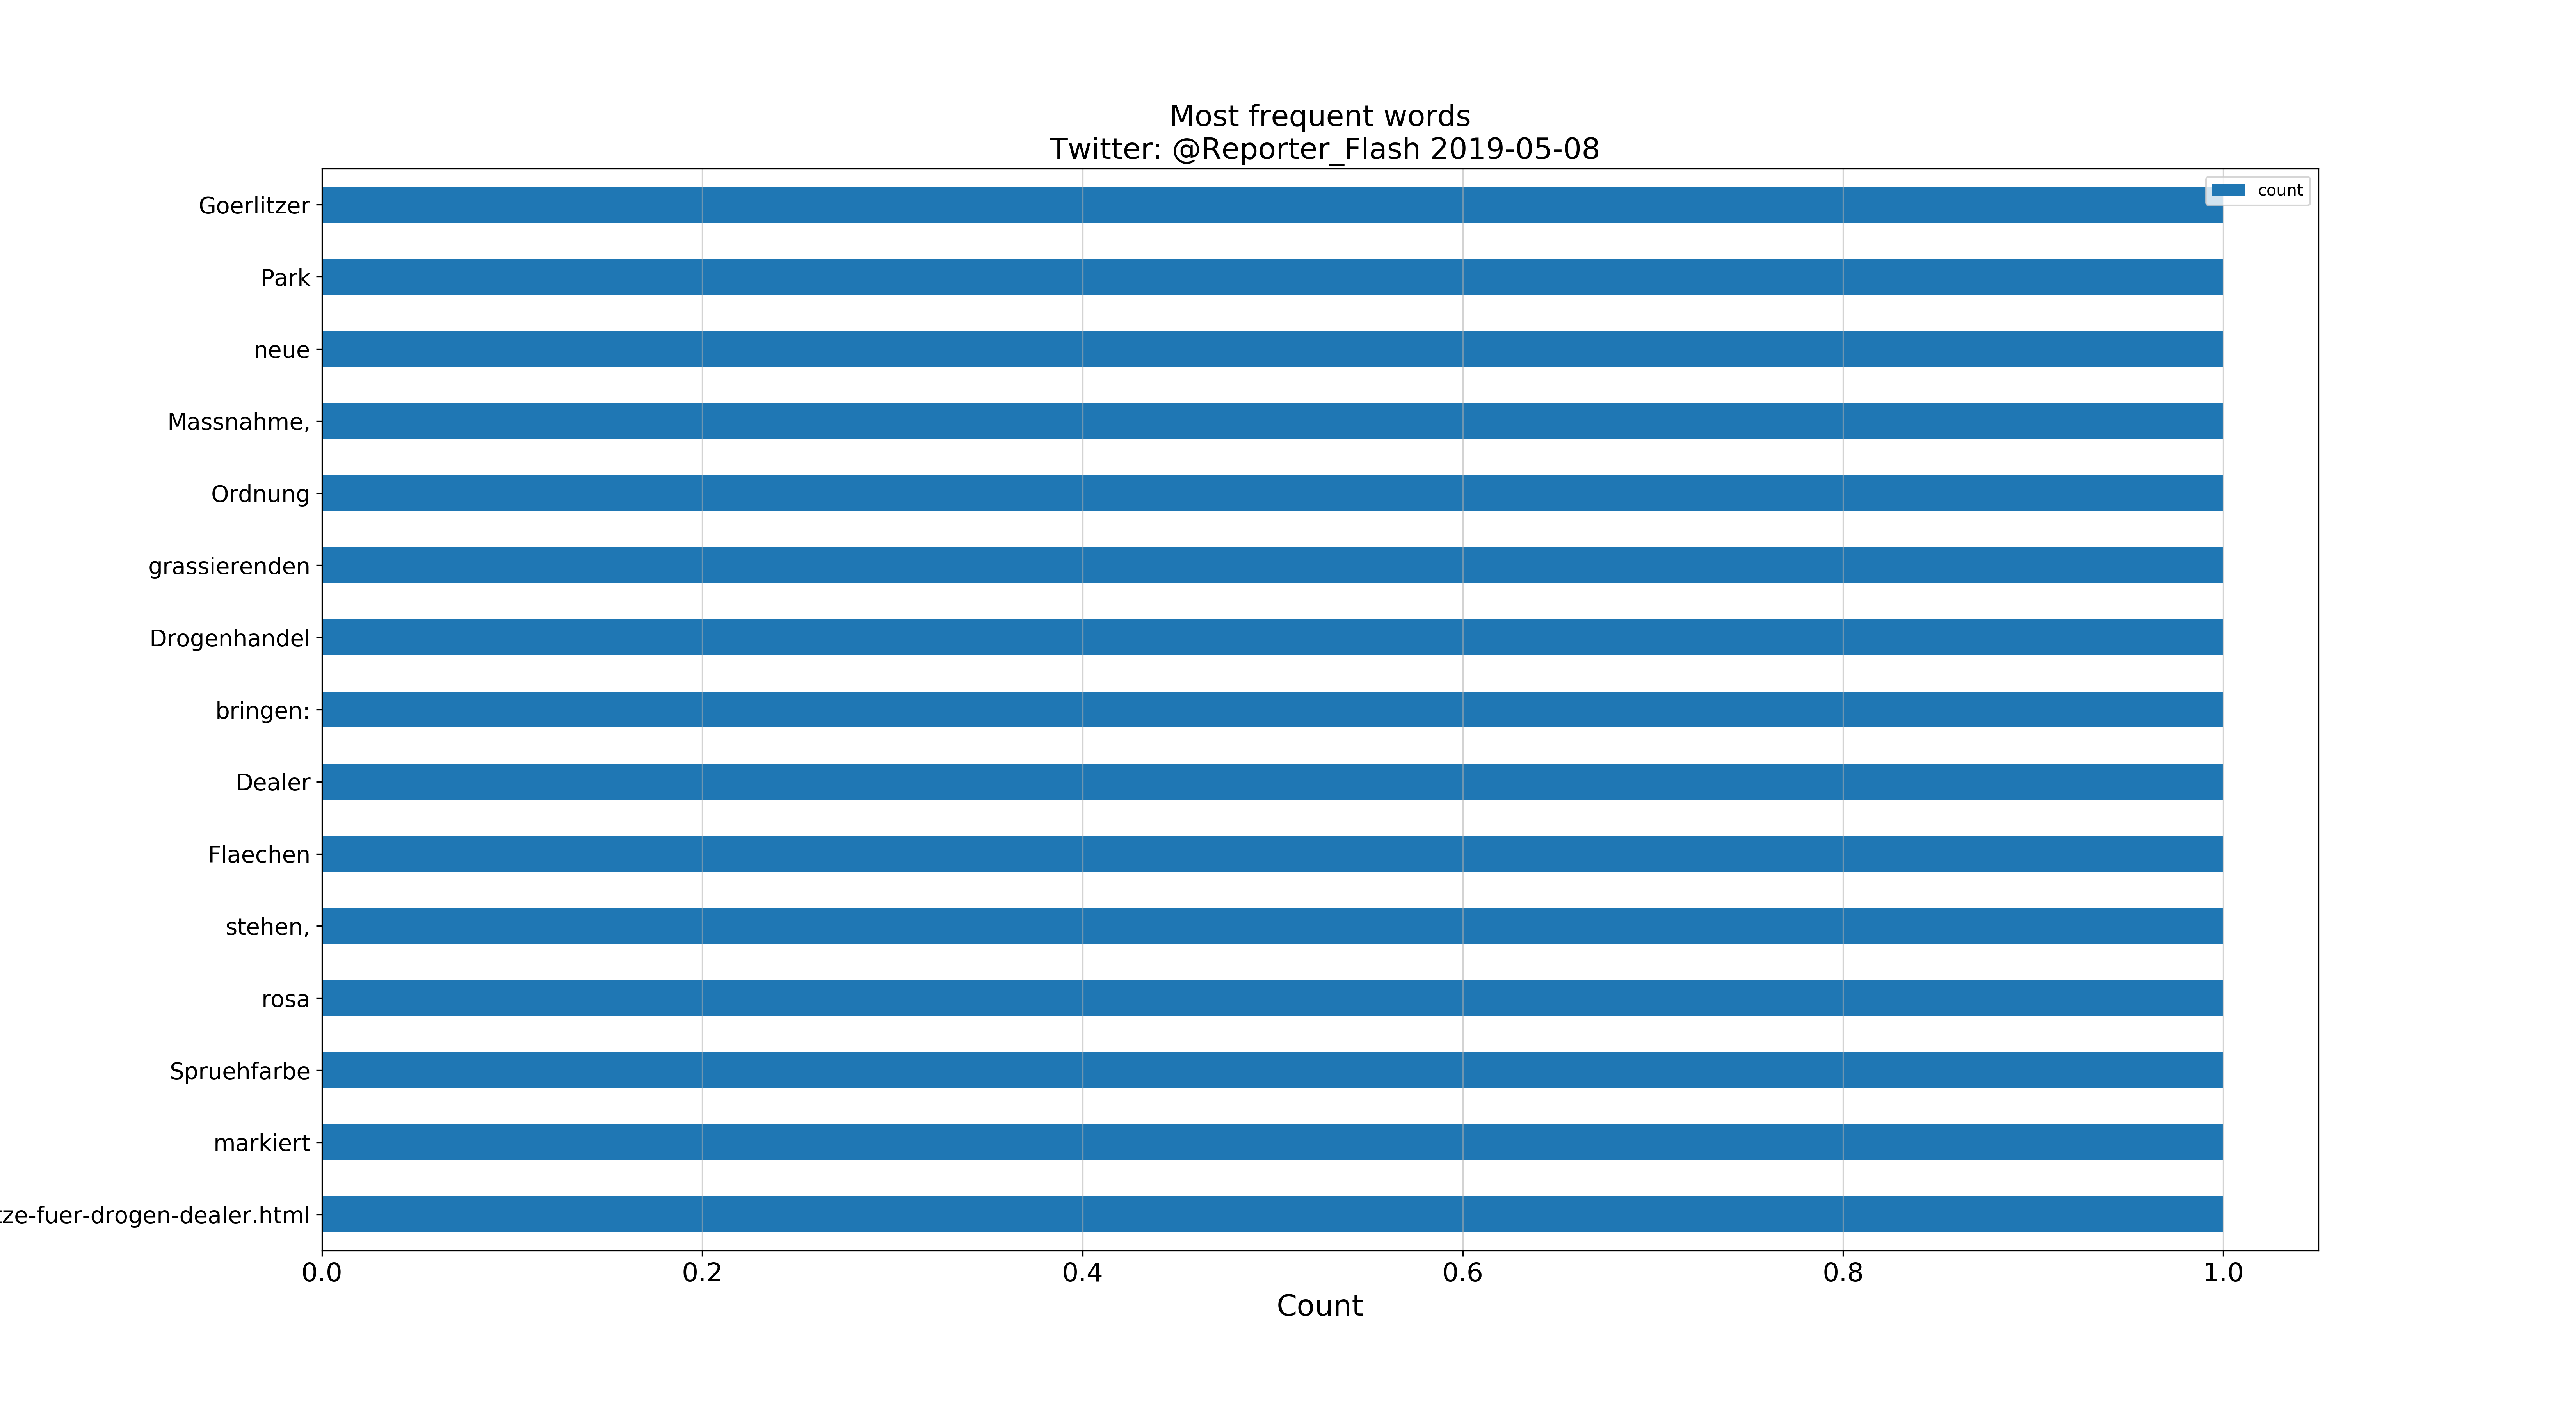 Most frequent words
Twitter: @Reporter_Flash 2019-05-08
count
Goerlitzer
Park
neue
Massnahme,
Ordnung
grassierenden
Drogenhandel
bringen:
Dealer
Flaechen
stehen,
rosa
Spruehfarbe
markiert
tze-fuer-drogen-dealer.html
0.0 0.2 0.4 0.6 0.8 1.0
Count